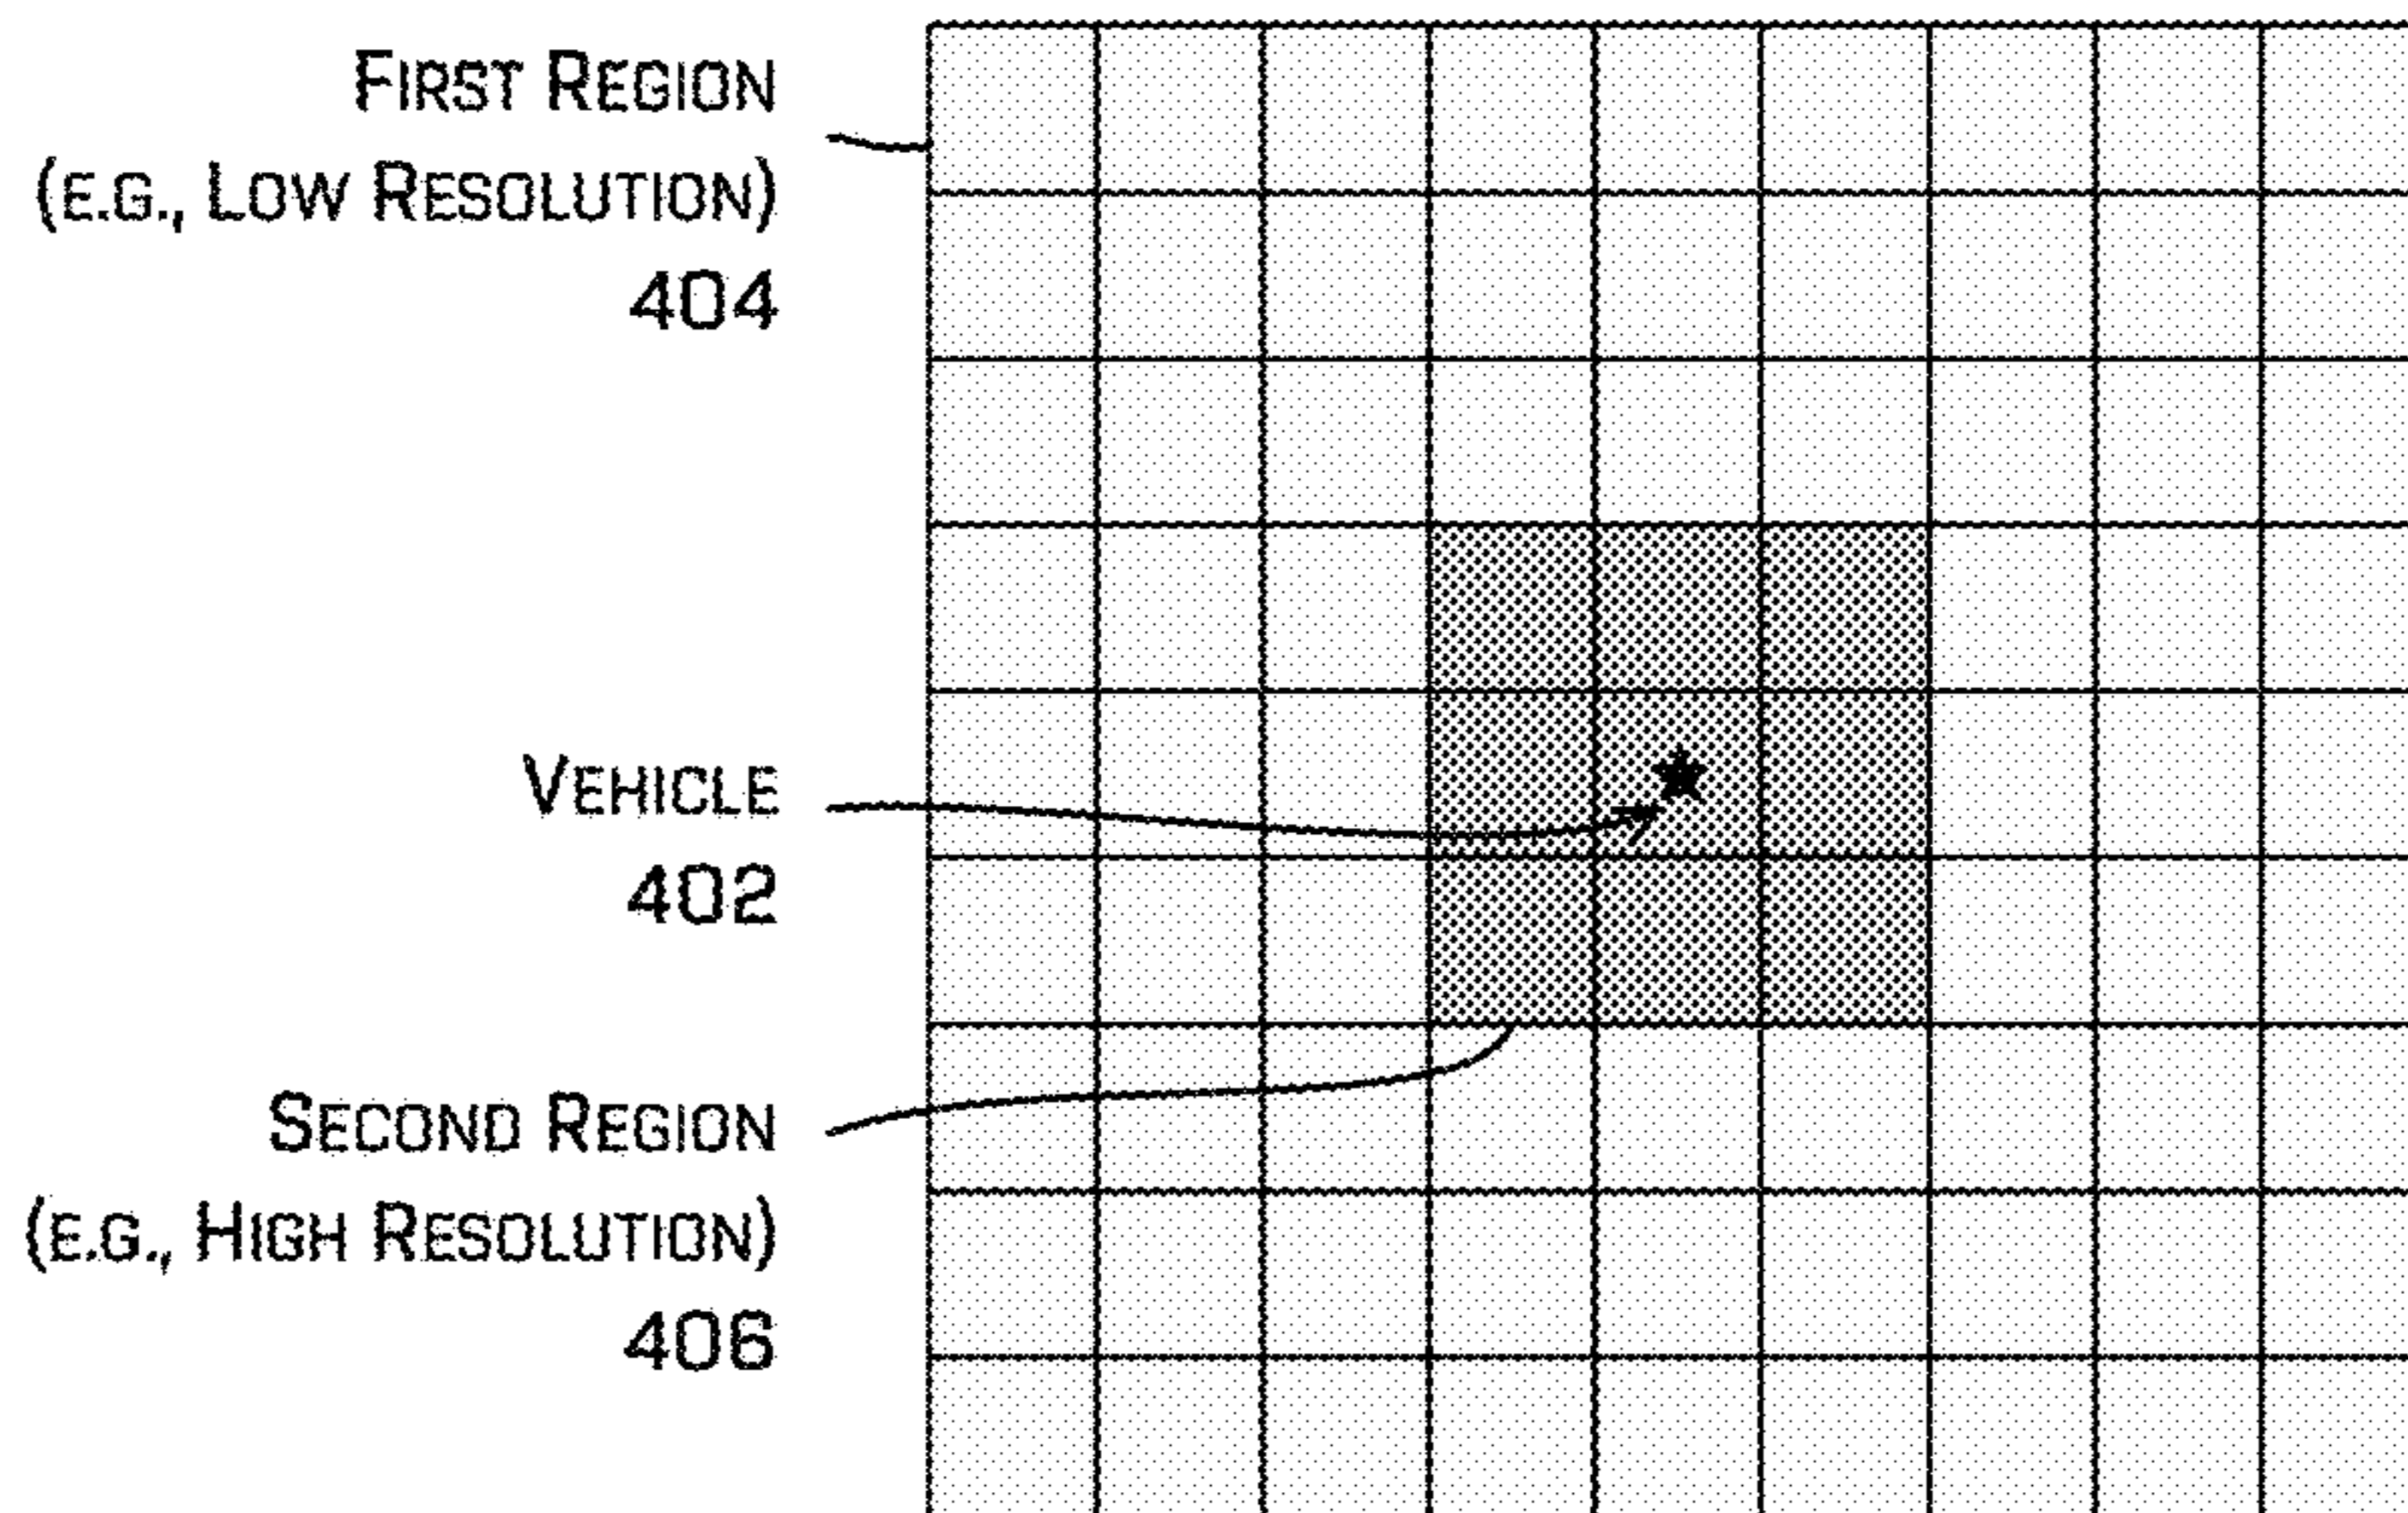 FIRST REGION
(E.G., LOW RESOLUTION)
404
VEHICLE
402
SECOND REGION
(E.G., HIGH RESOLUTION)
406